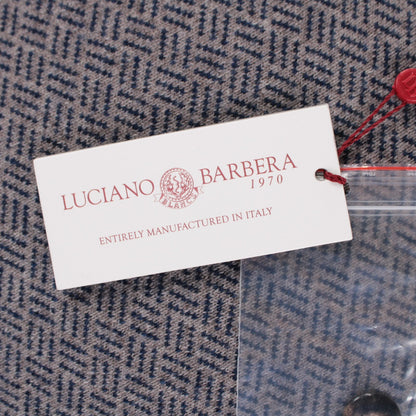 LUCIANO BARBERA
1970
ENTIRELY MANUFACTURED IN ITALY